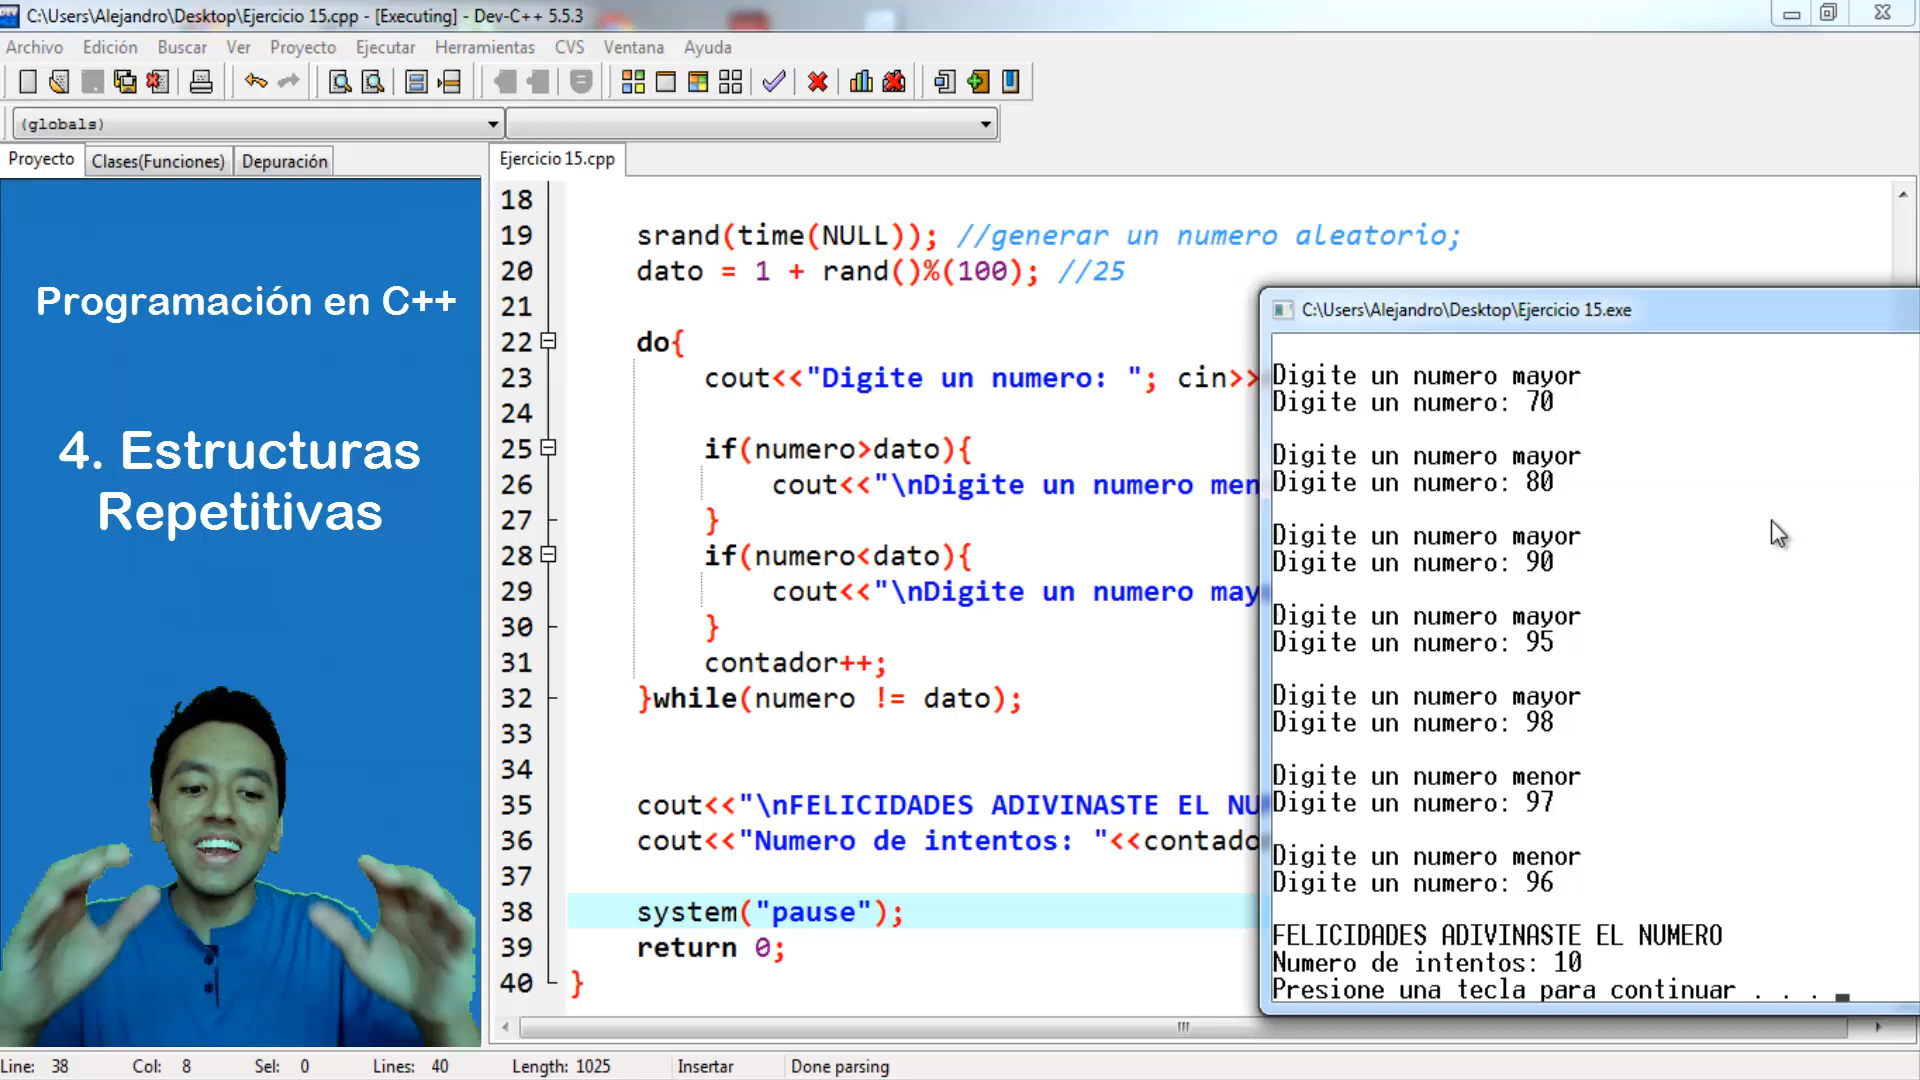 C:\Users\Alejandro\Desktop\Ejercicio 15.cpp - [Executing] - Dev-C++ 5.5.3
Archivo Edición Buscar Ver Proyecto Ejecutar Herramientas CVS Ventana Ayuda
(globals)
Proyecto Clases(Funciones) Depuración
Ejercicio 15.cpp
Programación en C++
4. Estructuras
Repetitivas
18
19 srand(time(NULL)); //generar un numero aleatorio;
20 dato = 1 + rand()%(100); //25
21
22 do{
23 cout<<"Digite un numero: "; cin>>
24
25 if(numero>dato){
26 cout<<"\nDigite un numero men
27 }
28 if(numero<dato){
29 cout<<"\nDigite un numero may
30 }
31 contador++;
32 }while(numero != dato);
33
34
35 cout<<"\nFELICIDADES ADIVINASTE EL NU
36 cout<<"Numero de intentos: "<<contado
37
38 system("pause");
39 return 0;
40 }
C:\Users\Alejandro\Desktop\Ejercicio 15.exe
Digite un numero mayor
Digite un numero: 70
Digite un numero mayor
Digite un numero: 80
Digite un numero mayor
Digite un numero: 90
Digite un numero mayor
Digite un numero: 95
Digite un numero mayor
Digite un numero: 98
Digite un numero menor
Digite un numero: 97
Digite un numero menor
Digite un numero: 96
FELICIDADES ADIVINASTE EL NUMERO
Numero de intentos: 10
Presione una tecla para continuar . . .
Line: 38 Col: 8 Sel: 0 Lines: 40 Length: 1025 Insertar Done parsing